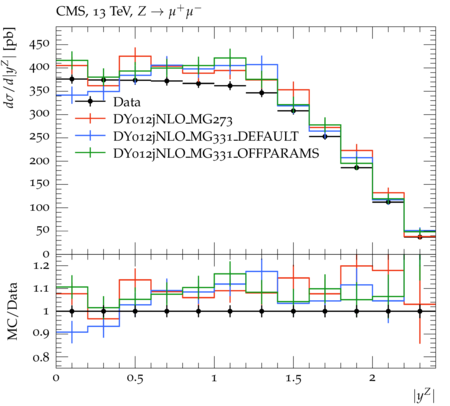 CMS, 13 TeV, Z → μ⁺μ⁻
dσ/d|y^Z| [pb]
450
400
350
300
250
200
150
100
50
0
Data
DY012jNLO_MG273
DY012jNLO_MG331_DEFAULT
DY012jNLO_MG331_OFFPARAMS
MC/Data
1.2
1.1
1
0.9
0.8
0 0.5 1 1.5 2
|y^Z|